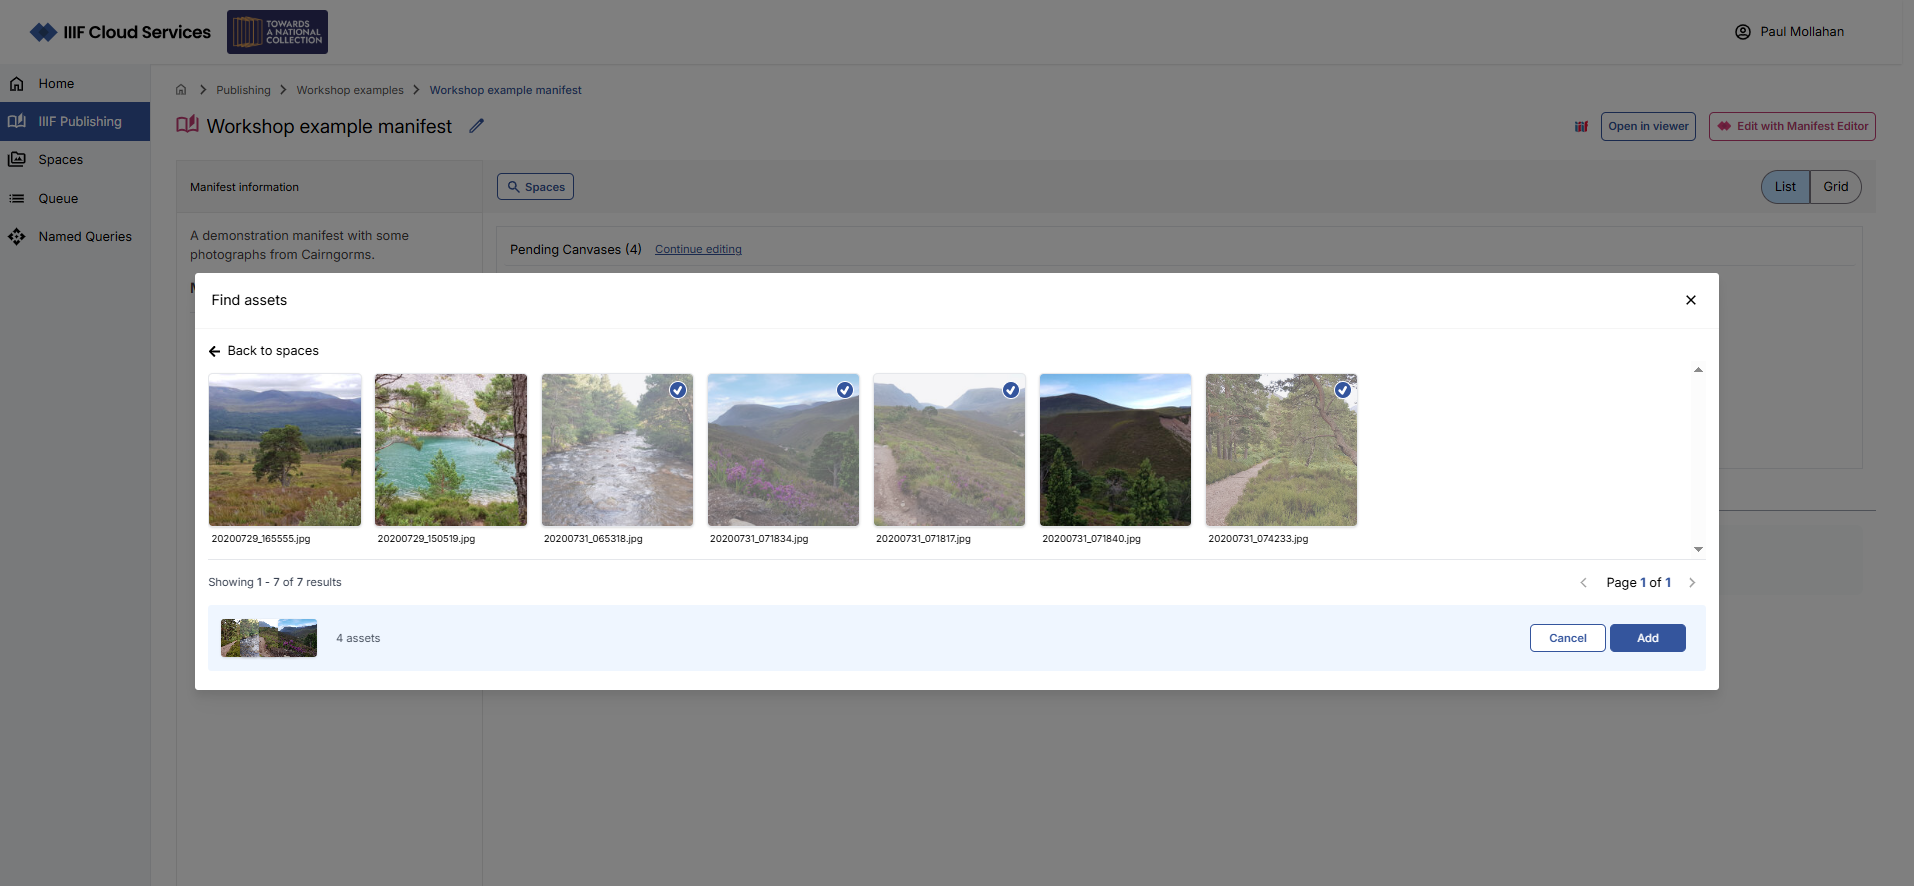 IIIF Cloud Services
TOWARDS
A NATIONAL
COLLECTION
Paul Mollahan
Home
IIIF Publishing
Spaces
Queue
Named Queries
Publishing
Workshop examples
Workshop example manifest
Workshop example manifest
iiif
Open in viewer
Edit with Manifest Editor
Manifest information
Spaces
List
Grid
A demonstration manifest with some
photographs from Cairngorms.
Pending Canvases (4)
Continue editing
Find assets
Back to spaces
20200729_165555.jpg
20200729_150519.jpg
20200731_065318.jpg
20200731_071834.jpg
20200731_071817.jpg
20200731_071840.jpg
20200731_074233.jpg
Showing 1 - 7 of 7 results
Page 1 of 1
4 assets
Cancel
Add